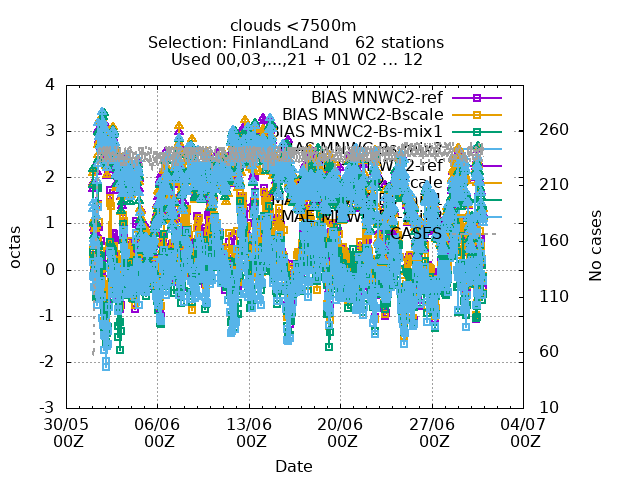 clouds <7500m
Selection: FinlandLand 62 stations
Used 00,03,...,21 + 01 02 ... 12
4
3
2
1
0
-1
-2
-3
octas
BIAS MNWC2-ref
BIAS MNWC2-Bscale
BIAS MNWC2-Bs-mix1
CASES
260
210
160
110
60
10
No cases
30/05 06/06 13/06 20/06 27/06 04/07
00Z 00Z 00Z 00Z 00Z 00Z
Date